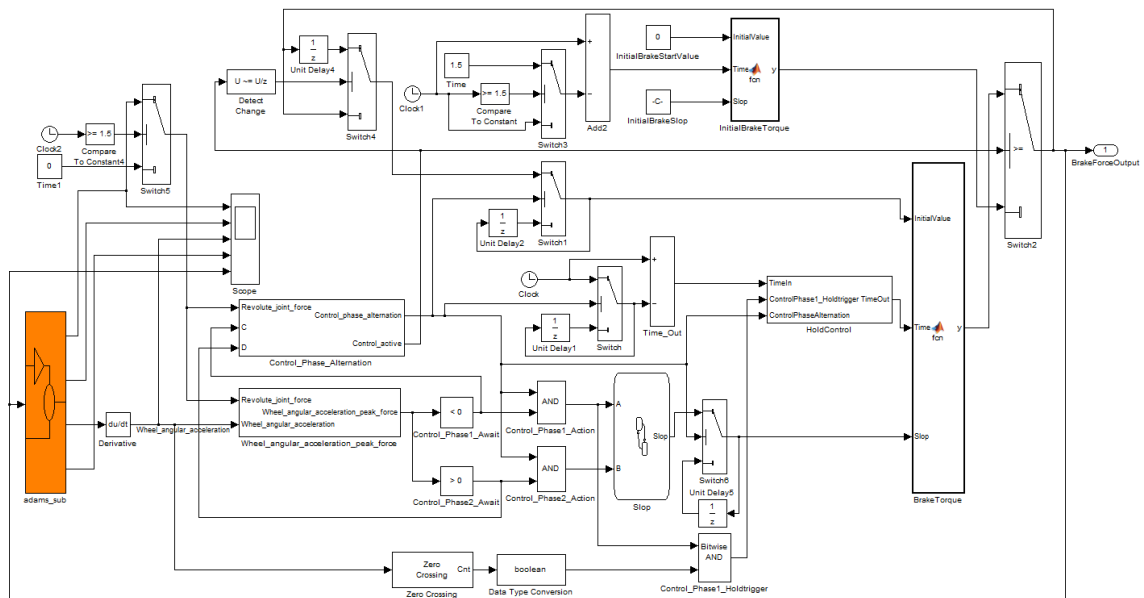 1
z
Unit Delay4
U ~= U/z
Detect
Change
Switch4
1.5
Time
Clock1
>= 1.5
Compare
To Constant
Switch3
+
−
Add2
0
InitialBrakeStartValue
-C-
InitialBrakeSlop
InitialValue
Time
fcn
y
Slop
InitialBrakeTorque
>=
Switch2
1
BrakeForceOutput
Clock2
>= 1.5
Compare
To Constant4
0
Time1
Switch5
Scope
1
z
Unit Delay2
Switch1
Clock
1
z
Unit Delay1
Switch
+
−
Time_Out
TimeIn
ControlPhase1_Holdtrigger
TimeOut
ControlPhaseAlternation
HoldControl
InitialValue
Time
fcn
y
Slop
BrakeTorque
Revolute_joint_force
Control_phase_alternation
C
D
Control_active
Control_Phase_Alternation
Revolute_joint_force
Wheel_angular_acceleration_peak_force
Wheel_angular_acceleration
Wheel_angular_acceleration_peak_force
adams_sub
du/dt
Derivative
Wheel_angular_acceleration
< 0
Control_Phase1_Await
> 0
Control_Phase2_Await
AND
Control_Phase1_Action
AND
Control_Phase2_Action
A
B
Slop
Slop
Switch6
Unit Delay5
1
z
Zero
Crossing
Cnt
Zero Crossing
boolean
Data Type Conversion
Bitwise
AND
Control_Phase1_Holdtrigger